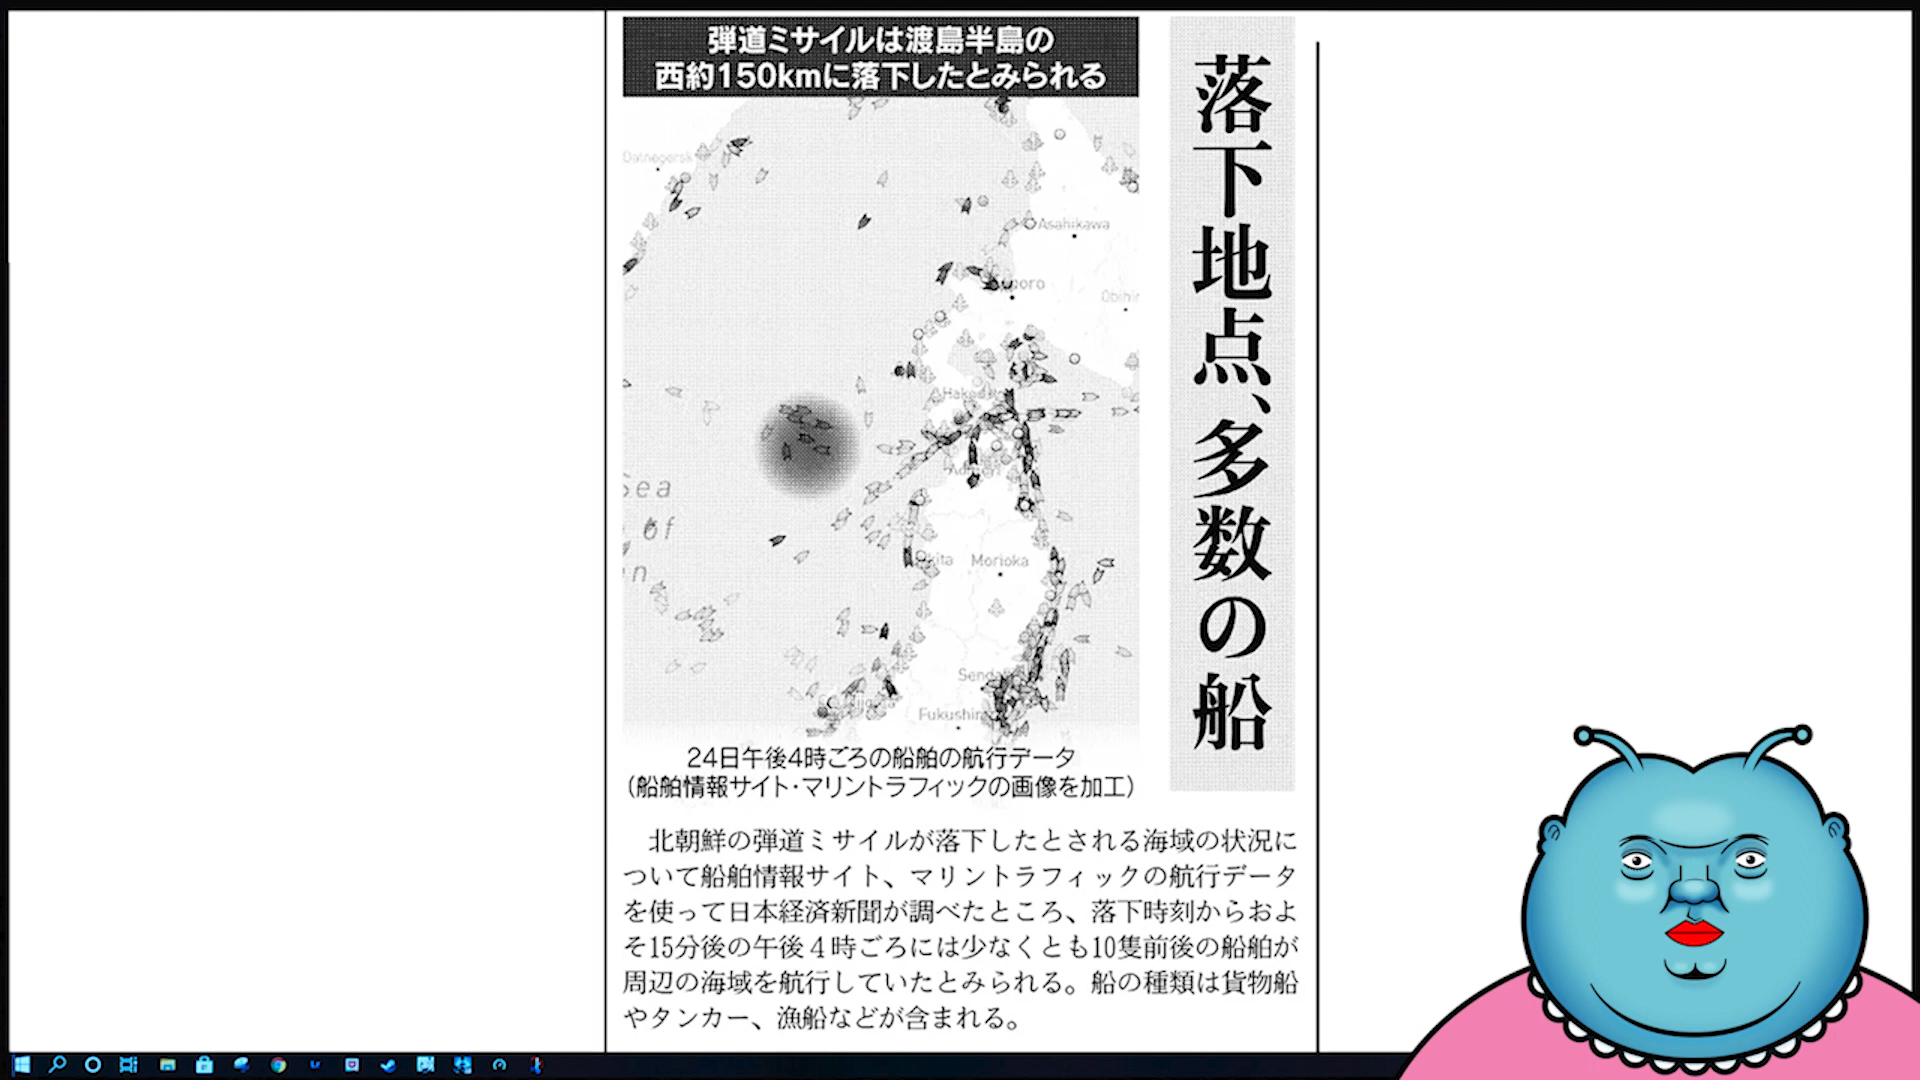 弾道ミサイルは渡島半島の
西約150kmに落下したとみられる
落下地点、多数の船
Dalnegorsk
Asahikawa
Sea
of
Morioka
24日午後4時ごろの船舶の航行データ
（船舶情報サイト・マリントラフィックの画像を加工）
北朝鮮の弾道ミサイルが落下したとされる海域の状況に
ついて船舶情報サイト、マリントラフィックの航行データ
を使って日本経済新聞が調べたところ、落下時刻からおよ
そ15分後の午後４時ごろには少なくとも10隻前後の船舶が
周辺の海域を航行していたとみられる。船の種類は貨物船
やタンカー、漁船などが含まれる。